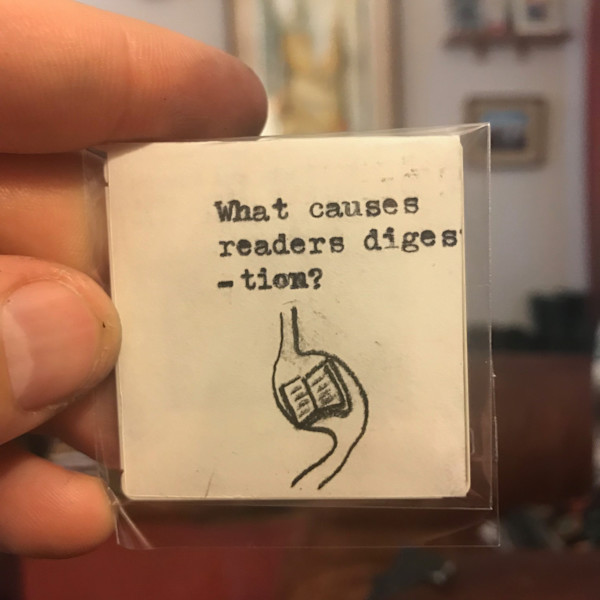 What causes
readers diges
-tion?